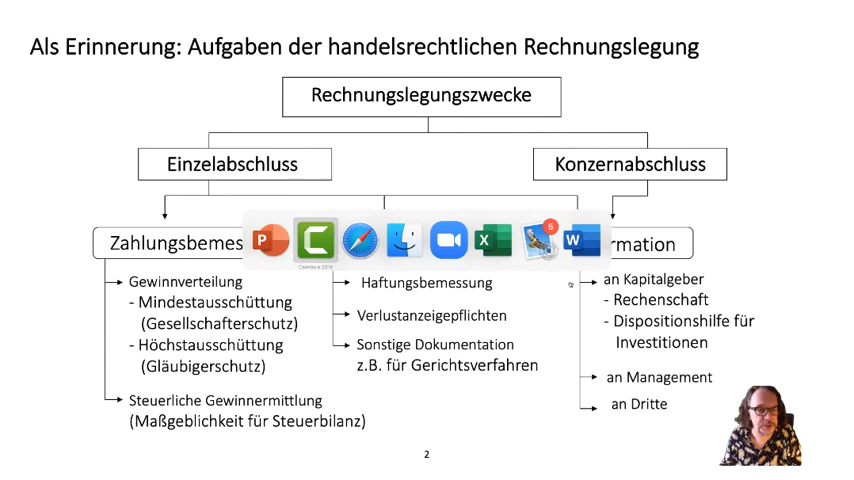 Als Erinnerung: Aufgaben der handelsrechtlichen Rechnungslegung
Rechnungslegungszwecke
Einzelabschluss
Konzernabschluss
Zahlungsbemes
rmation
P
C
X
6
W
Camtasia 2019
Gewinnverteilung
- Mindestausschüttung
(Gesellschafterschutz)
- Höchstausschüttung
(Gläubigerschutz)
Steuerliche Gewinnermittlung
(Maßgeblichkeit für Steuerbilanz)
Haftungsbemessung
Verlustanzeigepflichten
Sonstige Dokumentation
z.B. für Gerichtsverfahren
an Kapitalgeber
- Rechenschaft
- Dispositionshilfe für
Investitionen
an Management
an Dritte
2